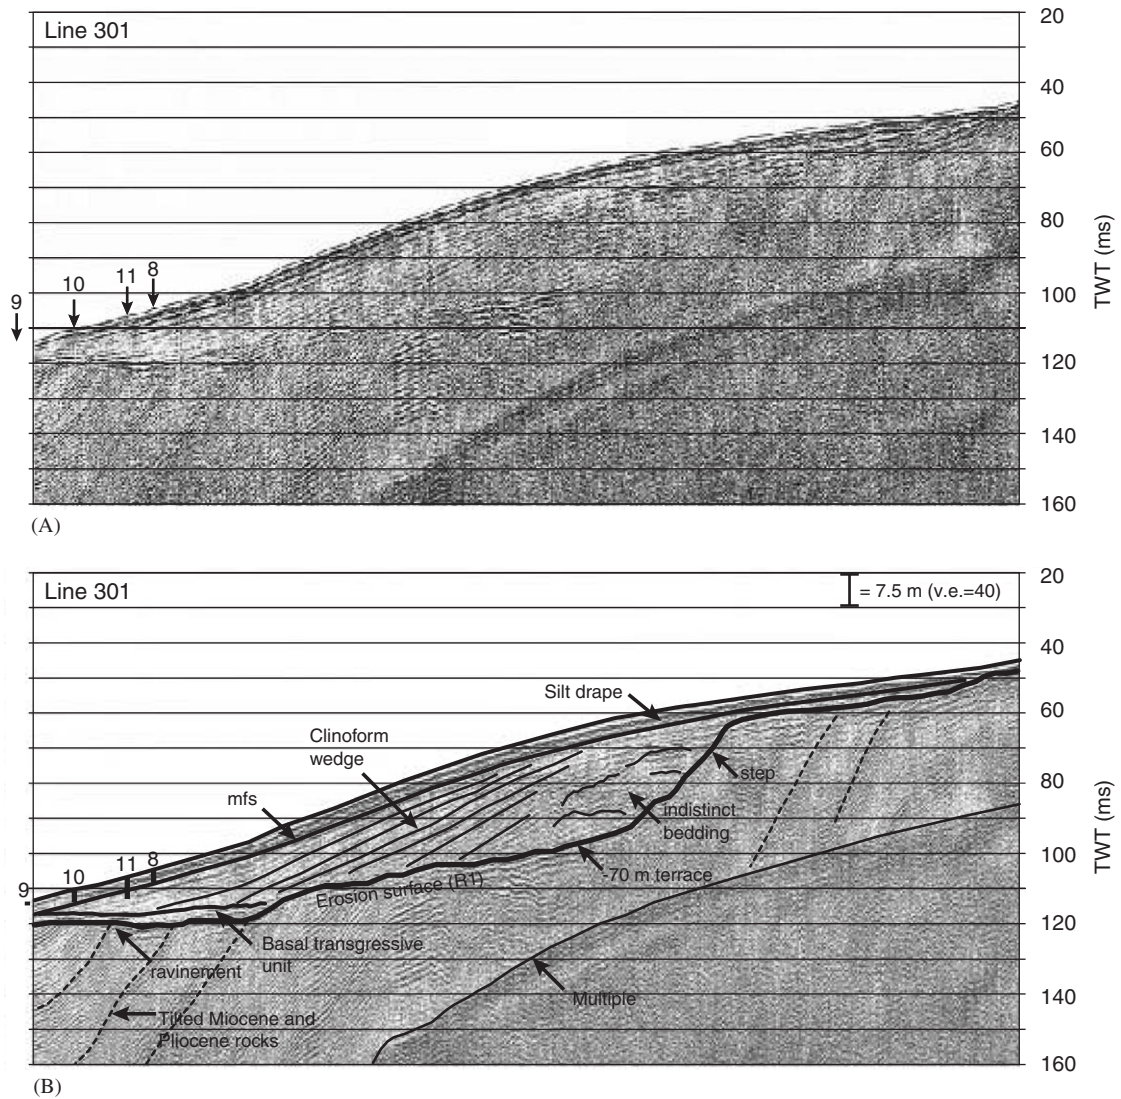 Line 301
20
40
60
80
100
120
140
160
TWT (ms)
9
10
11
8
(A)
Line 301
= 7.5 m (v.e.=40)
20
40
60
80
100
120
140
160
TWT (ms)
Silt drape
Clinoform
wedge
mfs
step
indistinct
bedding
-70 m terrace
9
10
11
8
Erosion surface (R1)
Basal transgressive
unit
ravinement
Multiple
Tilted Miocene and
Pliocene rocks
(B)